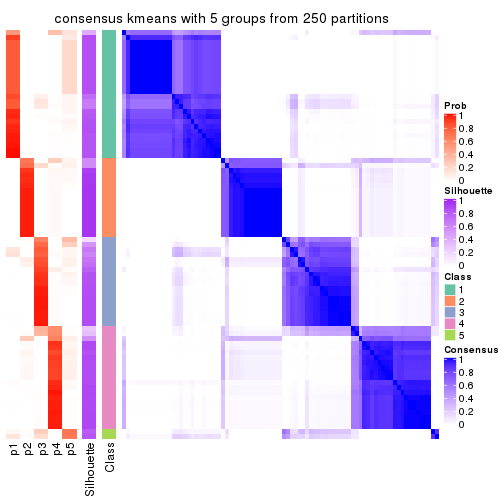 consensus kmeans with 5 groups from 250 partitions
Prob
1
0.8
0.6
0.4
0.2
0
Silhouette
1
0.8
0.6
0.4
0.2
0
Class
1
2
3
4
5
Consensus
1
0.8
0.6
0.4
0.2
0
p1
p2
p3
p4
p5
Silhouette
Class